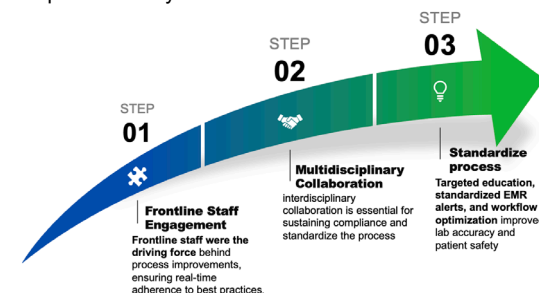 STEP
01
Frontline Staff
Engagement
Frontline staff were the
driving force behind
process improvements,
ensuring real-time
adherence to best practices.
STEP
02
Multidisciplinary
Collaboration
interdisciplinary
collaboration is essential for
sustaining compliance and
standardize the process
STEP
03
Standardize
process
Targeted education,
standardized EMR
alerts, and workflow
optimization improve
lab accuracy and
patient safety